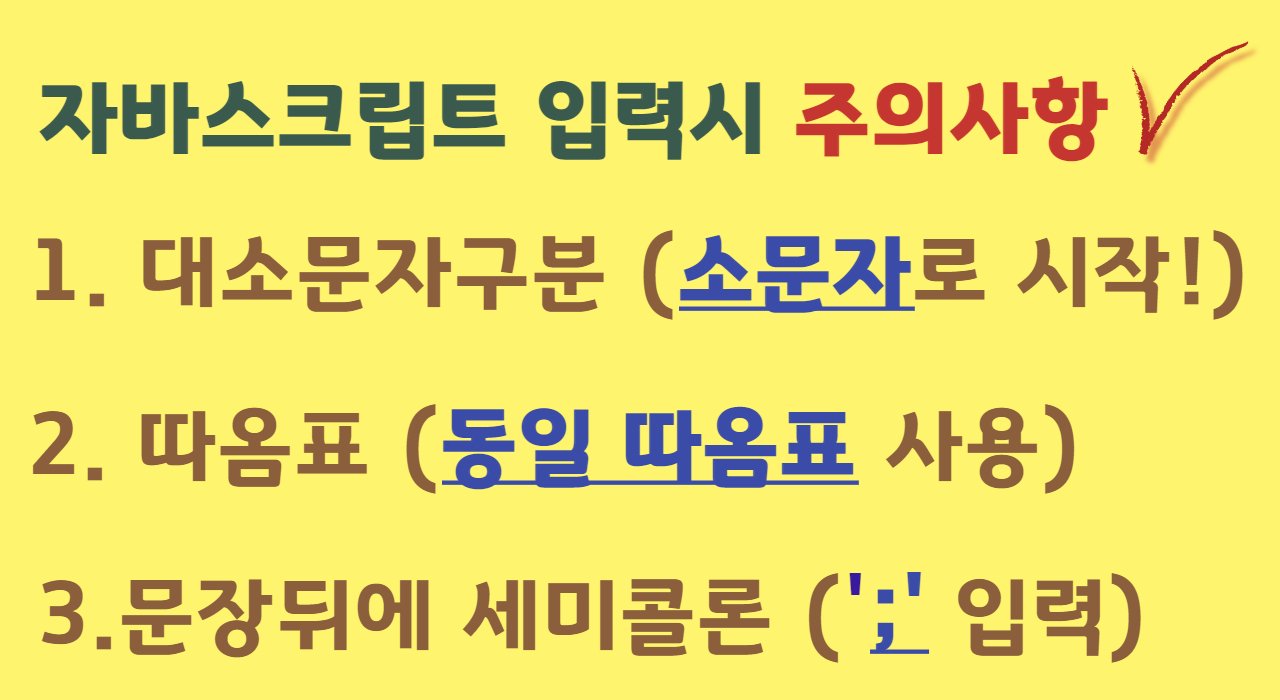 자바스크립트 입력시 주의사항
1. 대소문자구분 (소문자로 시작!)
2. 따옴표 (동일 따옴표 사용)
3.문장뒤에 세미콜론 (';' 입력)